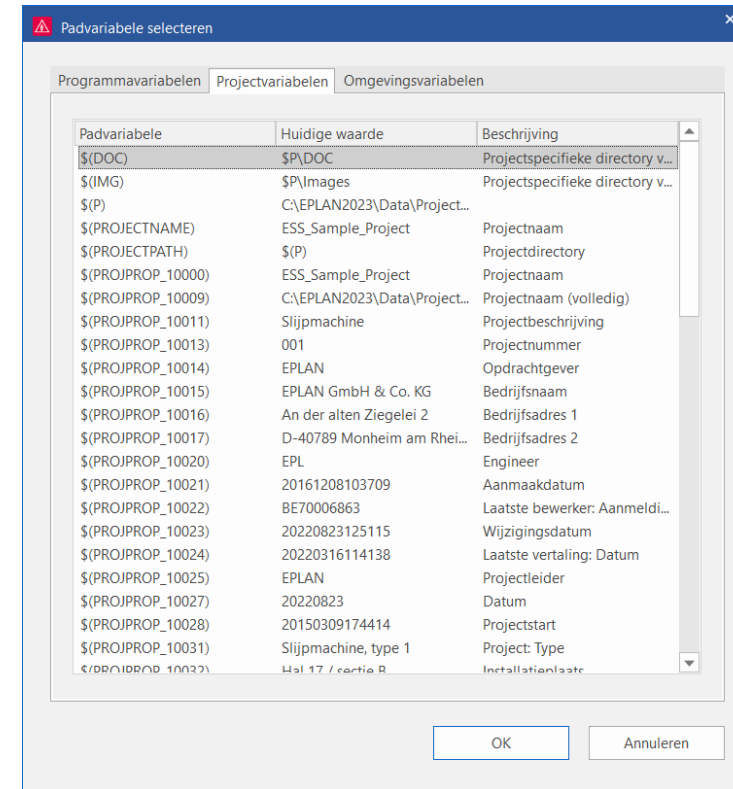 Padvariabele selecteren
Programmavariabelen Projectvariabelen Omgevingsvariabelen
Padvariabele Huidige waarde Beschrijving
$(DOC) $P\DOC Projectspecifieke directory v...
$(IMG) $P\Images Projectspecifieke directory v...
$(P) C:\EPLAN2023\Data\Project...
$(PROJECTNAME) ESS_Sample_Project Projectnaam
$(PROJECTPATH) $(P) Projectdirectory
$(PROJPROP_10000) ESS_Sample_Project Projectnaam
$(PROJPROP_10009) C:\EPLAN2023\Data\Project... Projectnaam (volledig)
$(PROJPROP_10011) Slijpmachine Projectbeschrijving
$(PROJPROP_10013) 001 Projectnummer
$(PROJPROP_10014) EPLAN Opdrachtgever
$(PROJPROP_10015) EPLAN GmbH & Co. KG Bedrijfsnaam
$(PROJPROP_10016) An der alten Ziegelei 2 Bedrijfsadres 1
$(PROJPROP_10017) D-40789 Monheim am Rhei... Bedrijfsadres 2
$(PROJPROP_10020) EPL Engineer
$(PROJPROP_10021) 20161208103709 Aanmaakdatum
$(PROJPROP_10022) BE70006863 Laatste bewerker: Aanmeldi...
$(PROJPROP_10023) 20220823125115 Wijzigingsdatum
$(PROJPROP_10024) 20220316114138 Laatste vertaling: Datum
$(PROJPROP_10025) EPLAN Projectleider
$(PROJPROP_10027) 20220823 Datum
$(PROJPROP_10028) 20150309174414 Projectstart
$(PROJPROP_10031) Slijpmachine, type 1 Project: Type
$(PROJPROP_10032) Hal 17 / sectie B Installatieplaats
OK Annuleren